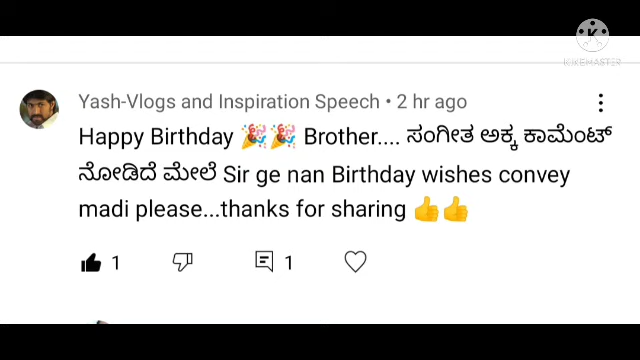 KINEMASTER
Yash-Vlogs and Inspiration Speech • 2 hr ago
Happy Birthday 🎉🎉 Brother.... ಸಂಗೀತ ಅಕ್ಕ ಕಾಮೆಂಟ್
ನೋಡಿದೆ ಮೇಲೆ Sir ge nan Birthday wishes convey
madi please...thanks for sharing 👍👍
1 1